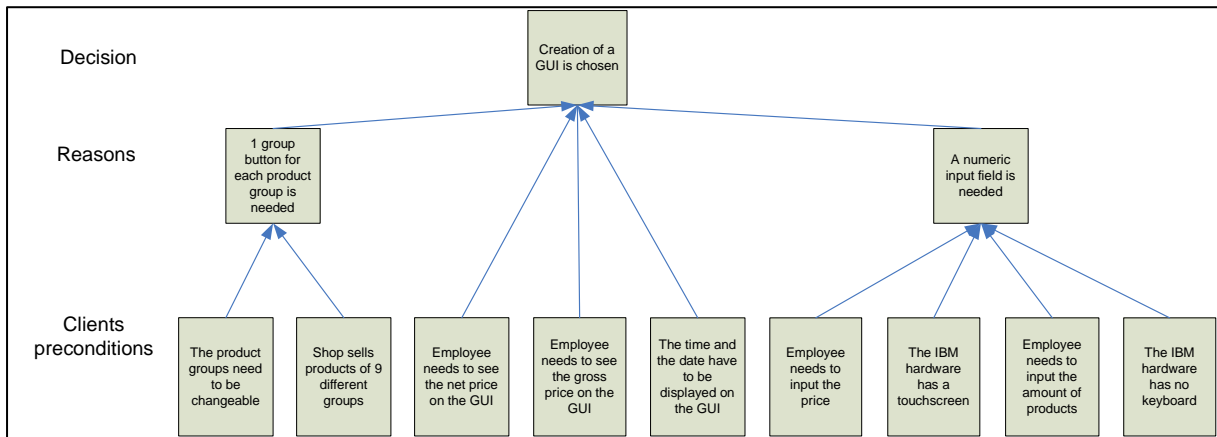 Decision
Creation of a
GUI is chosen
Reasons
1 group
button for
each product
group is
needed
A numeric
input field is
needed
Clients
preconditions
The product
groups need
to be
changeable
Shop sells
products of 9
different
groups
Employee
needs to see
the net price
on the GUI
Employee
needs to see
the gross
price on the
GUI
The time and
the date have
to be
displayed on
the GUI
Employee
needs to
input the
price
The IBM
hardware
has a
touchscreen
Employee
needs to
input the
amount of
products
The IBM
hardware
has no
keyboard